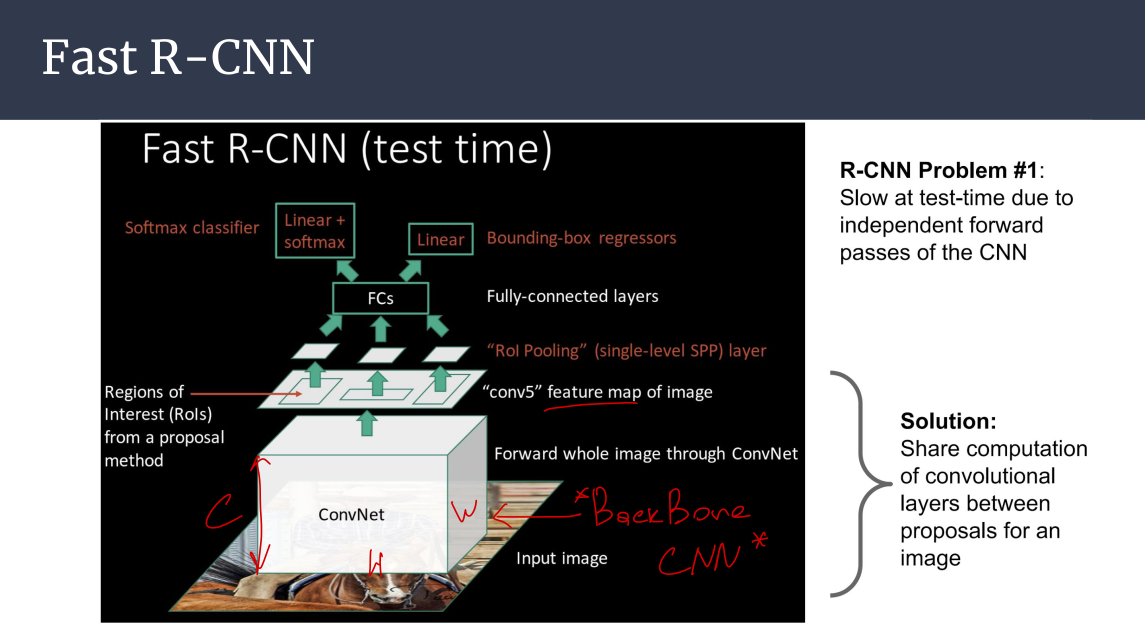 Fast R-CNN
Fast R-CNN (test time)
Softmax classifier
Linear +
softmax
Linear
Bounding-box regressors
FCs
Fully-connected layers
“RoI Pooling” (single-level SPP) layer
Regions of
Interest (RoIs)
from a proposal
method
“conv5” feature map of image
Forward whole image through ConvNet
ConvNet
C
W
H
*BackBone
CNN*
Input image
R-CNN Problem #1:
Slow at test-time due to
independent forward
passes of the CNN
Solution:
Share computation
of convolutional
layers between
proposals for an
image